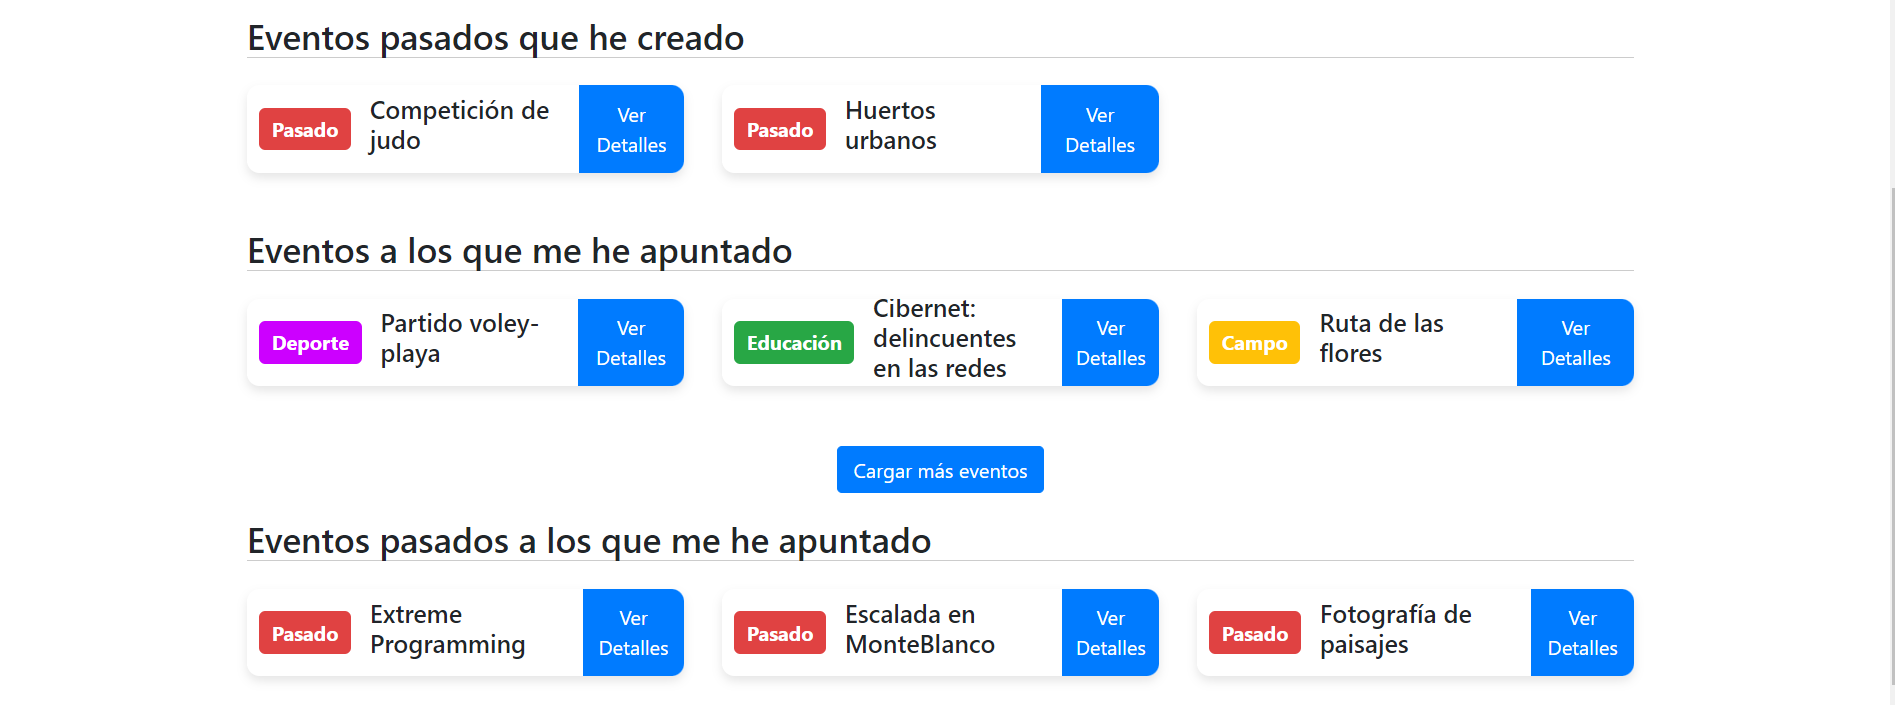 Eventos pasados que he creado
Pasado
Competición de
judo
Ver
Detalles
Pasado
Huertos
urbanos
Ver
Detalles
Eventos a los que me he apuntado
Deporte
Partido voley-
playa
Ver
Detalles
Educación
Cibernet:
delincuentes
en las redes
Ver
Detalles
Campo
Ruta de las
flores
Ver
Detalles
Cargar más eventos
Eventos pasados a los que me he apuntado
Pasado
Extreme
Programming
Ver
Detalles
Pasado
Escalada en
MonteBlanco
Ver
Detalles
Pasado
Fotografía de
paisajes
Ver
Detalles